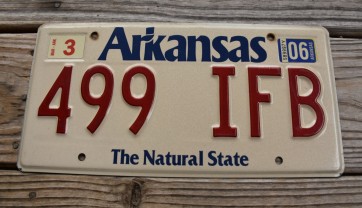 3 Arkansas 06
499 IFB
The Natural State